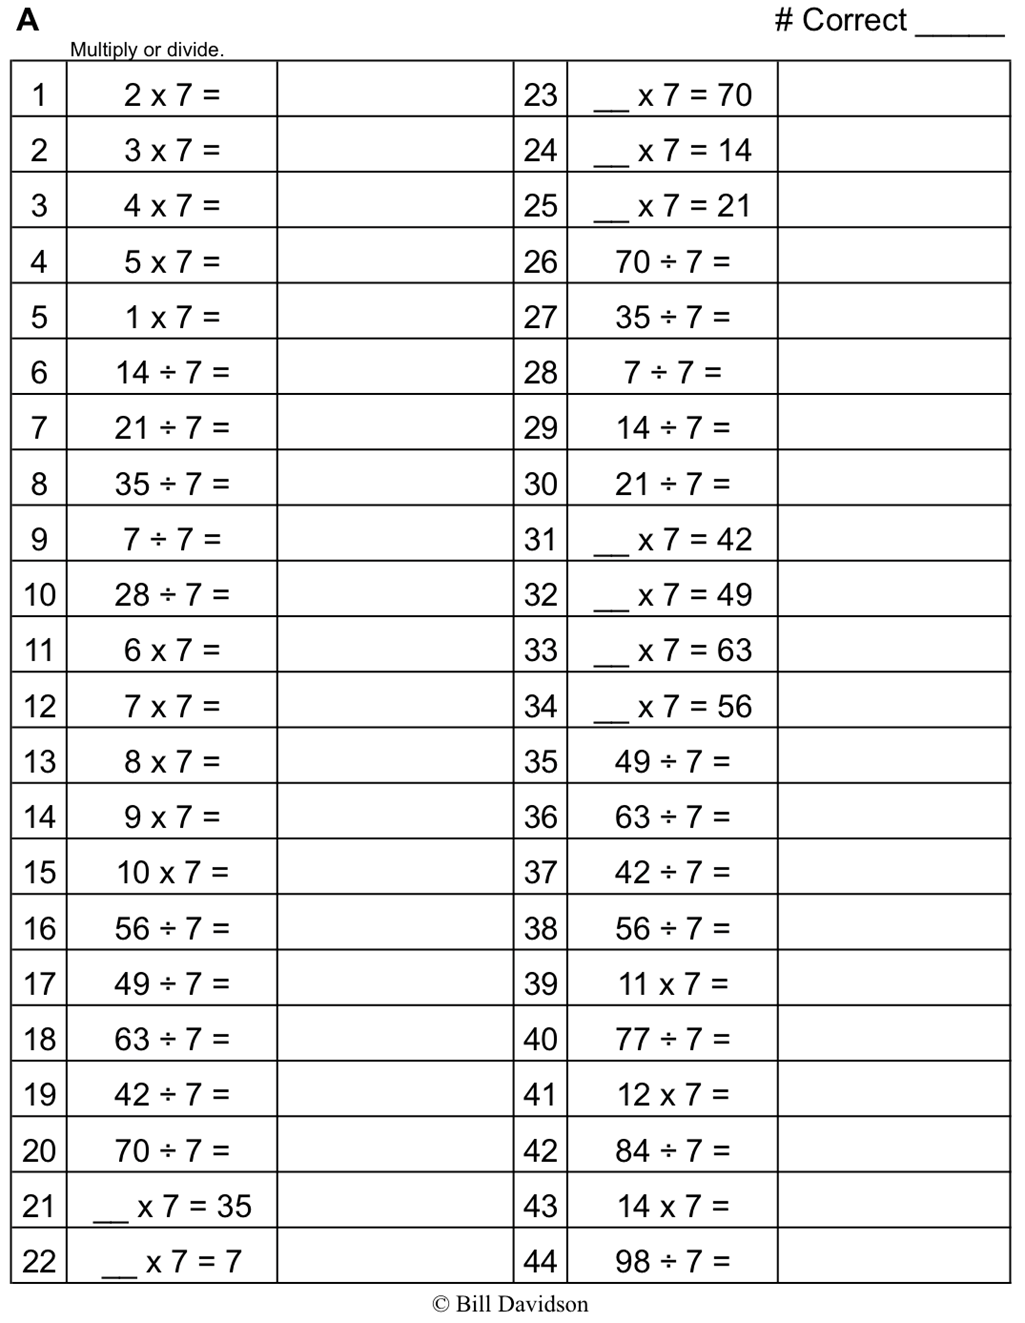 A # Correct _____
Multiply or divide.
1 2 x 7 = 23 __ x 7 = 70
2 3 x 7 = 24 __ x 7 = 14
3 4 x 7 = 25 __ x 7 = 21
4 5 x 7 = 26 70 ÷ 7 =
5 1 x 7 = 27 35 ÷ 7 =
6 14 ÷ 7 = 28 7 ÷ 7 =
7 21 ÷ 7 = 29 14 ÷ 7 =
8 35 ÷ 7 = 30 21 ÷ 7 =
9 7 ÷ 7 = 31 __ x 7 = 42
10 28 ÷ 7 = 32 __ x 7 = 49
11 6 x 7 = 33 __ x 7 = 63
12 7 x 7 = 34 __ x 7 = 56
13 8 x 7 = 35 49 ÷ 7 =
14 9 x 7 = 36 63 ÷ 7 =
15 10 x 7 = 37 42 ÷ 7 =
16 56 ÷ 7 = 38 56 ÷ 7 =
17 49 ÷ 7 = 39 11 x 7 =
18 63 ÷ 7 = 40 77 ÷ 7 =
19 42 ÷ 7 = 41 12 x 7 =
20 70 ÷ 7 = 42 84 ÷ 7 =
21 __ x 7 = 35 43 14 x 7 =
22 __ x 7 = 7 44 98 ÷ 7 =
© Bill Davidson